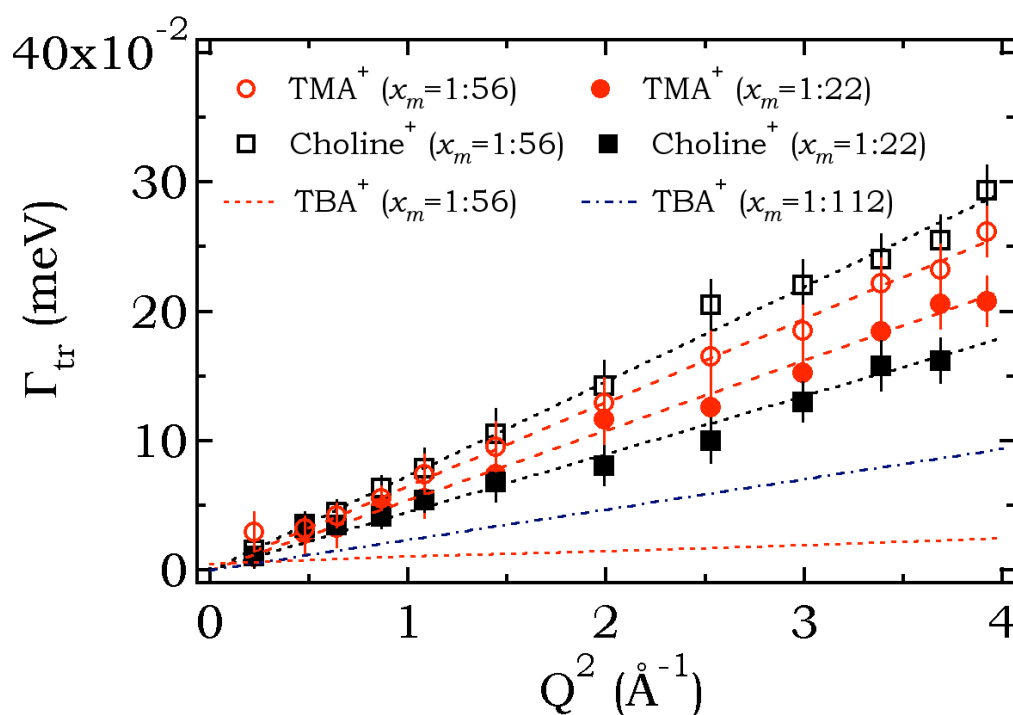 40x10⁻²
30
20
10
0
Γtr (meV)
TMA⁺ (xm=1:56)
TMA⁺ (xm=1:22)
Choline⁺ (xm=1:56)
Choline⁺ (xm=1:22)
TBA⁺ (xm=1:56)
TBA⁺ (xm=1:112)
0 1 2 3 4
Q² (Å⁻¹)